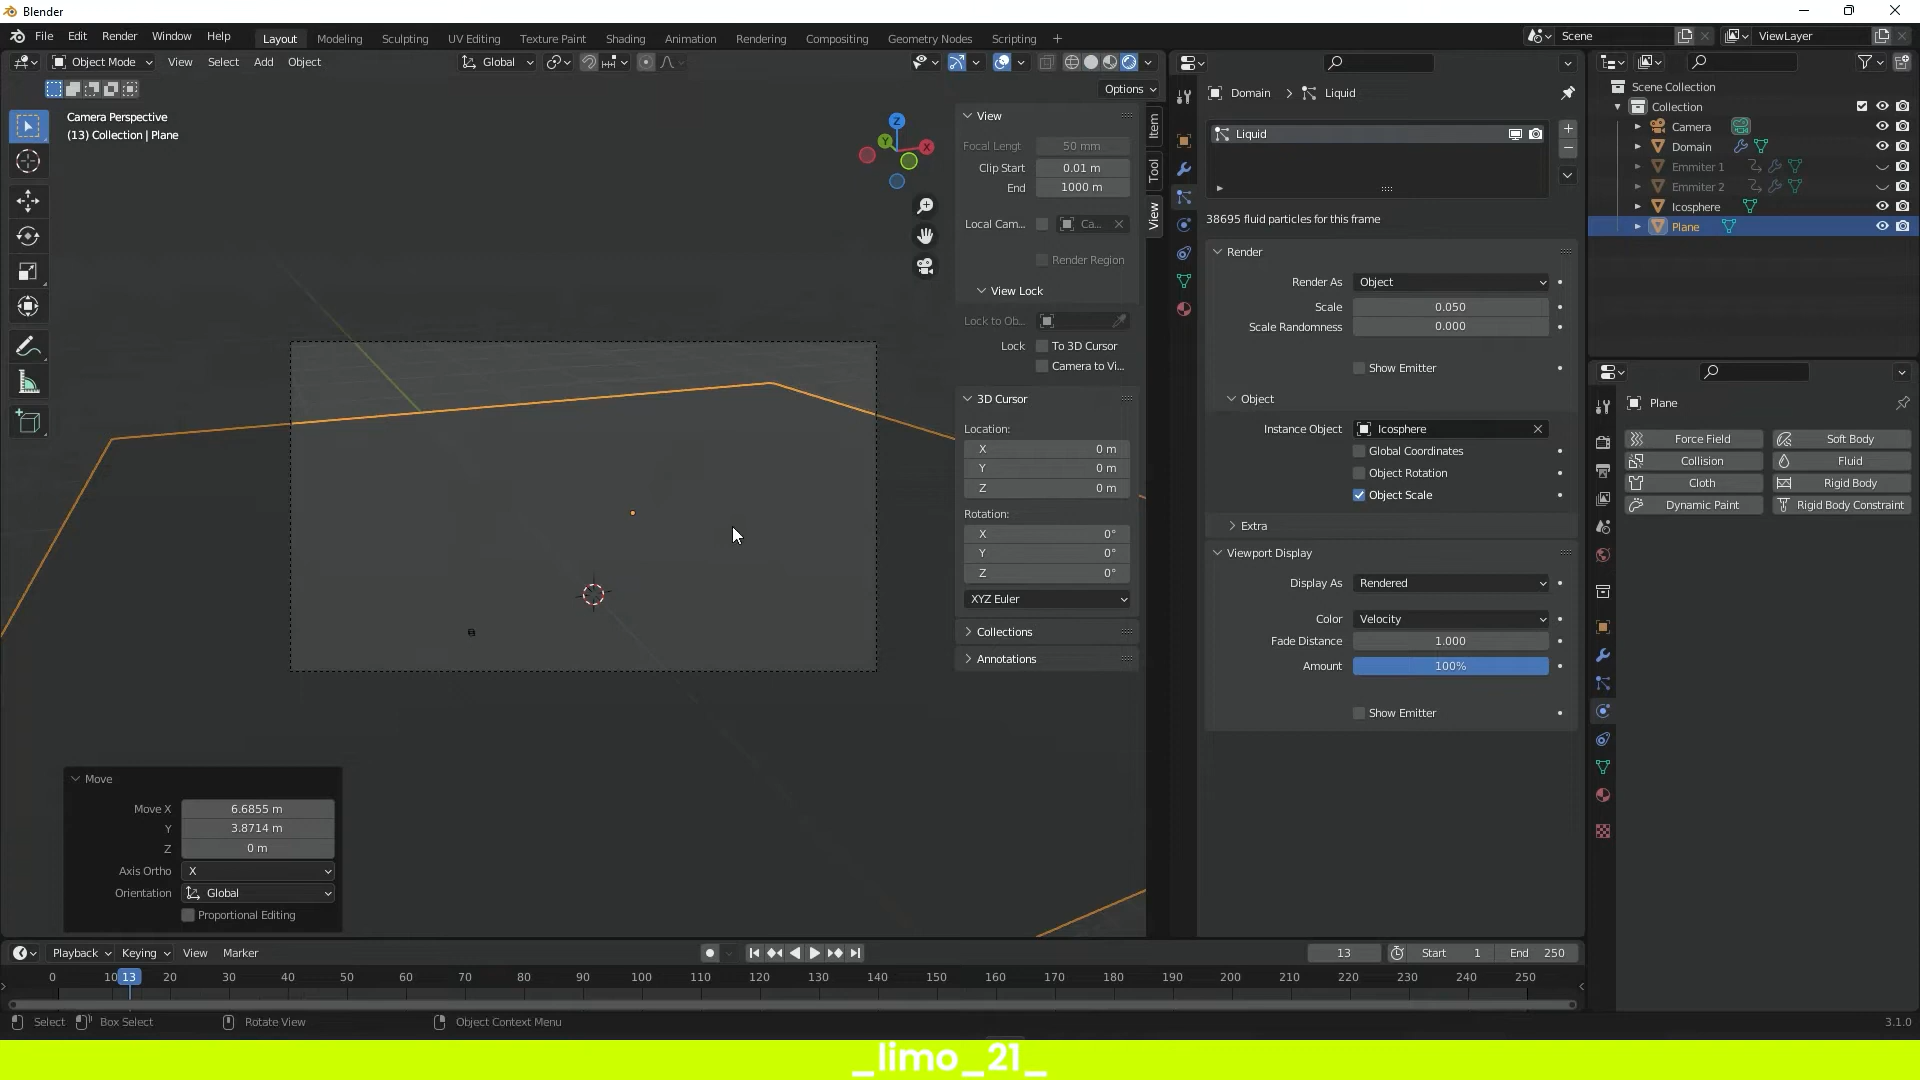 Blender
File Edit Render Window Help
Layout Modeling Sculpting UV Editing Texture Paint Shading Animation Rendering Compositing Geometry Nodes Scripting +
Scene
ViewLayer
Object Mode View Select Add Object
Global
Options
Camera Perspective
(13) Collection | Plane
Z
Y
X
View
Focal Lengt 50 mm
Clip Start 0.01 m
End 1000 m
Local Cam... Ca...
Render Region
View Lock
Lock to Ob...
Lock To 3D Cursor
Camera to Vi...
3D Cursor
Location:
X 0 m
Y 0 m
Z 0 m
Rotation:
X 0°
Y 0°
Z 0°
XYZ Euler
Collections
Annotations
Item
Tool
View
Move
Move X 6.6855 m
Y 3.8714 m
Z 0 m
Axis Ortho X
Orientation Global
Proportional Editing
Domain > Liquid
Liquid
38695 fluid particles for this frame
Render
Render As Object
Scale 0.050
Scale Randomness 0.000
Show Emitter
Object
Instance Object Icosphere
Global Coordinates
Object Rotation
Object Scale
Extra
Viewport Display
Display As Rendered
Color Velocity
Fade Distance 1.000
Amount 100%
Show Emitter
Scene Collection
Collection
Camera
Domain
Emmiter 1
Emmiter 2
Icosphere
Plane
Plane
Force Field Soft Body
Collision Fluid
Cloth Rigid Body
Dynamic Paint Rigid Body Constraint
Playback Keying View Marker
13 Start 1 End 250
0 10 13 20 30 40 50 60 70 80 90 100 110 120 130 140 150 160 170 180 190 200 210 220 230 240 250
Select Box Select Rotate View Object Context Menu
3.1.0
_limo_21_